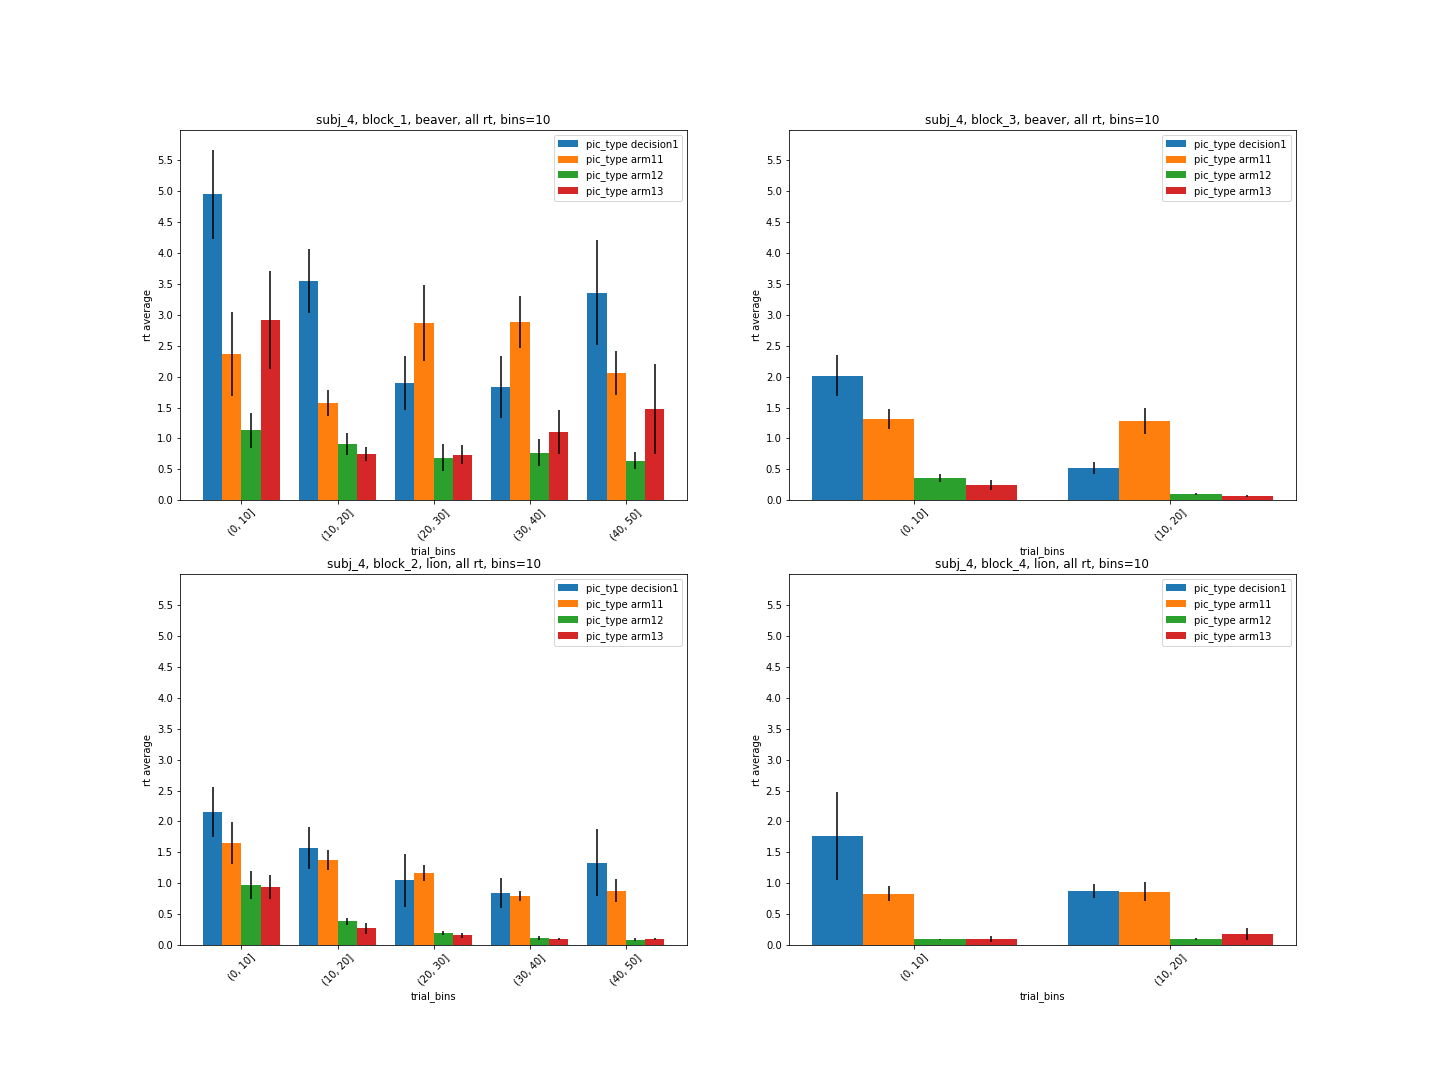 subj_4, block_1, beaver, all rt, bins=10
pic_type decision1
pic_type arm11
pic_type arm12
pic_type arm13
rt average
5.5
5.0
4.5
4.0
3.5
3.0
2.5
2.0
1.5
1.0
0.5
0.0
(0, 10]
(10, 20]
(20, 30]
(30, 40]
(40, 50]
trial_bins
subj_4, block_3, beaver, all rt, bins=10
pic_type decision1
pic_type arm11
pic_type arm12
pic_type arm13
rt average
5.5
5.0
4.5
4.0
3.5
3.0
2.5
2.0
1.5
1.0
0.5
0.0
(0, 10]
(10, 20]
trial_bins
subj_4, block_2, lion, all rt, bins=10
pic_type decision1
pic_type arm11
pic_type arm12
pic_type arm13
rt average
5.5
5.0
4.5
4.0
3.5
3.0
2.5
2.0
1.5
1.0
0.5
0.0
(0, 10]
(10, 20]
(20, 30]
(30, 40]
(40, 50]
trial_bins
subj_4, block_4, lion, all rt, bins=10
pic_type decision1
pic_type arm11
pic_type arm12
pic_type arm13
rt average
5.5
5.0
4.5
4.0
3.5
3.0
2.5
2.0
1.5
1.0
0.5
0.0
(0, 10]
(10, 20]
trial_bins